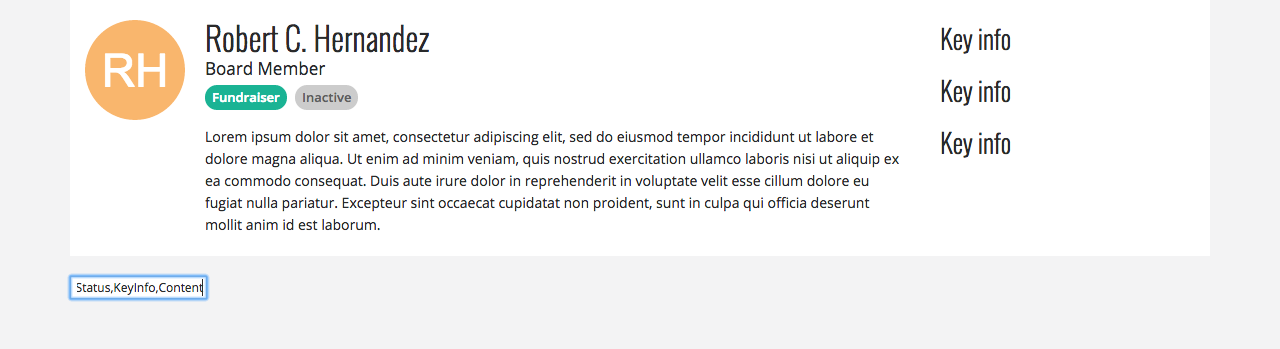 RH
Robert C. Hernandez
Board Member
Fundraiser Inactive
Lorem ipsum dolor sit amet, consectetur adipiscing elit, sed do eiusmod tempor incididunt ut labore et
dolore magna aliqua. Ut enim ad minim veniam, quis nostrud exercitation ullamco laboris nisi ut aliquip ex
ea commodo consequat. Duis aute irure dolor in reprehenderit in voluptate velit esse cillum dolore eu
fugiat nulla pariatur. Excepteur sint occaecat cupidatat non proident, sunt in culpa qui officia deserunt
mollit anim id est laborum.
Key info
Key info
Key info
Status,KeyInfo,Content